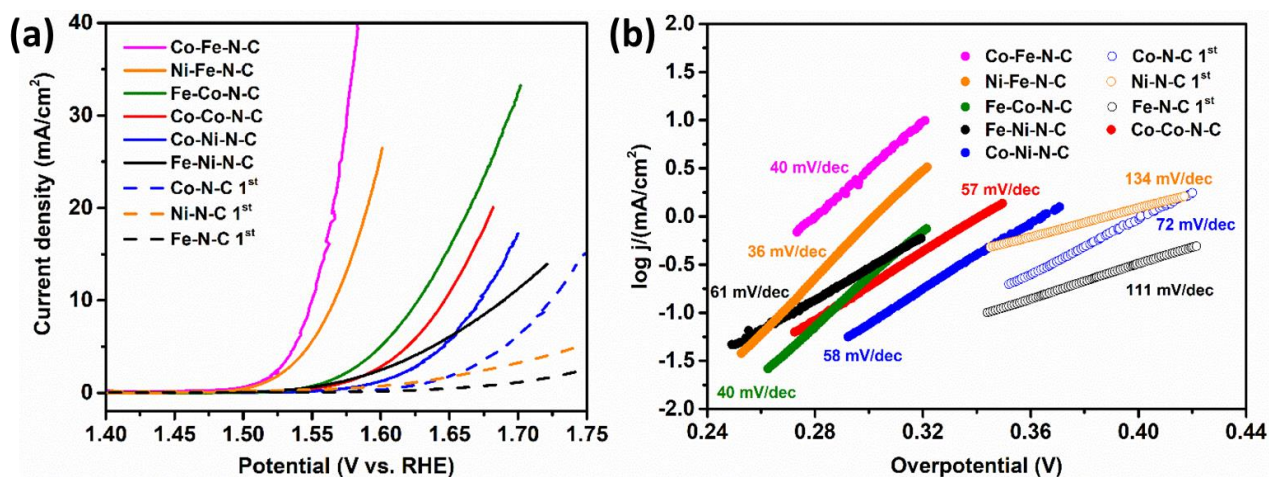 (a)
Current density (mA/cm²)
40
30
20
10
0
Co-Fe-N-C
Ni-Fe-N-C
Fe-Co-N-C
Co-Co-N-C
Co-Ni-N-C
Fe-Ni-N-C
Co-N-C 1st
Ni-N-C 1st
Fe-N-C 1st
1.40 1.45 1.50 1.55 1.60 1.65 1.70 1.75
Potential (V vs. RHE)
(b)
log j/(mA/cm²)
2.0
1.5
1.0
0.5
0.0
-0.5
-1.0
-1.5
-2.0
Co-Fe-N-C
Ni-Fe-N-C
Fe-Co-N-C
Fe-Ni-N-C
Co-N-C 1st
Ni-N-C 1st
Fe-N-C 1st
Co-Co-N-C
Co-Ni-N-C
40 mV/dec
57 mV/dec
134 mV/dec
36 mV/dec
72 mV/dec
61 mV/dec
111 mV/dec
58 mV/dec
40 mV/dec
0.24 0.28 0.32 0.36 0.40 0.44
Overpotential (V)